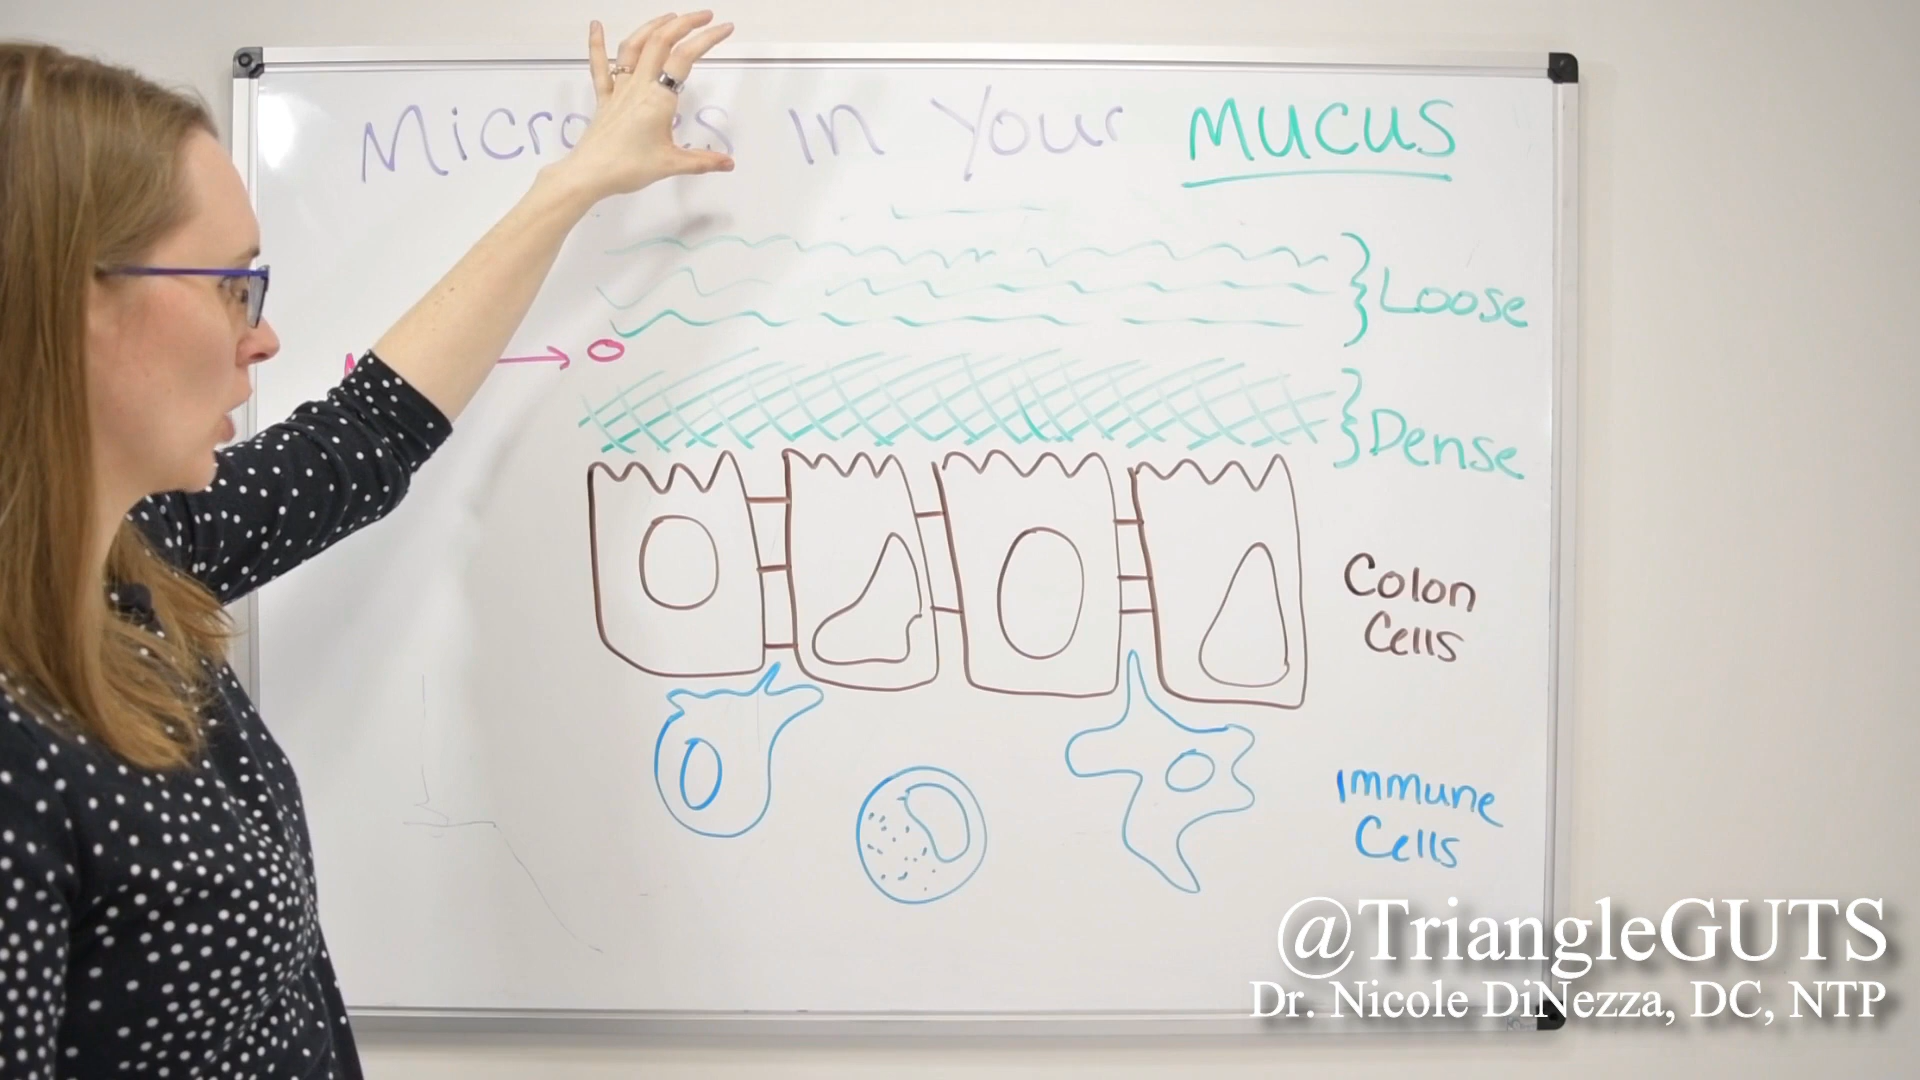 in Your Mucus
Loose
Dense
Colon
Cells
Immune
Cells
@TriangleGUTS
Dr. Nicole DiNezza, DC, NTP